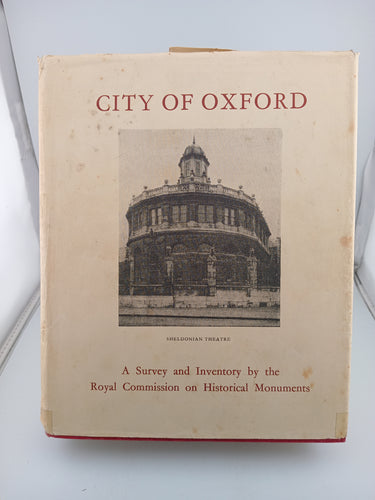 CITY OF OXFORD
SHELDONIAN THEATRE
A Survey and Inventory by the
Royal Commission on Historical Monuments